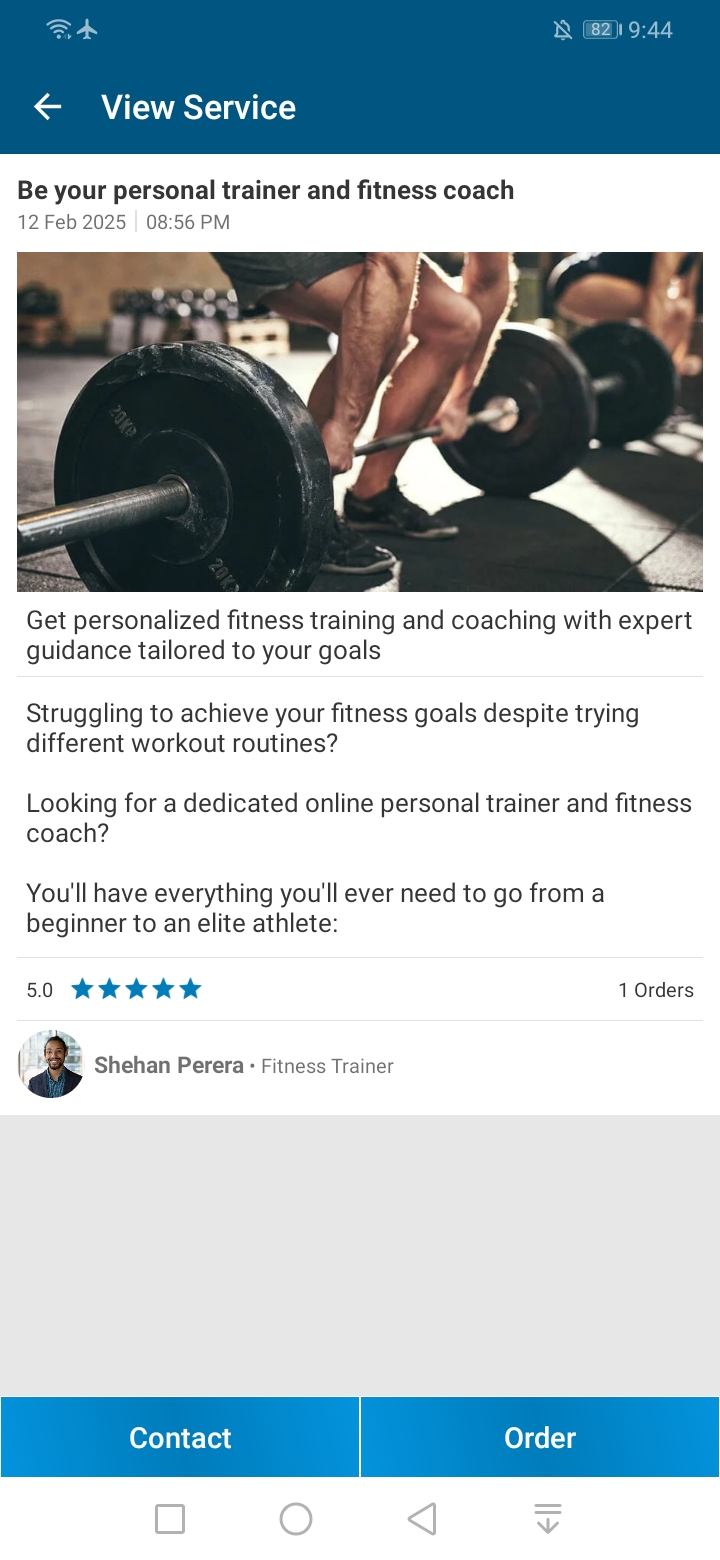 82 9:44
View Service
Be your personal trainer and fitness coach
12 Feb 2025 08:56 PM
20KG
20KG
Get personalized fitness training and coaching with expert
guidance tailored to your goals
Struggling to achieve your fitness goals despite trying
different workout routines?
Looking for a dedicated online personal trainer and fitness
coach?
You'll have everything you'll ever need to go from a
beginner to an elite athlete:
5.0 1 Orders
Shehan Perera • Fitness Trainer
Contact Order